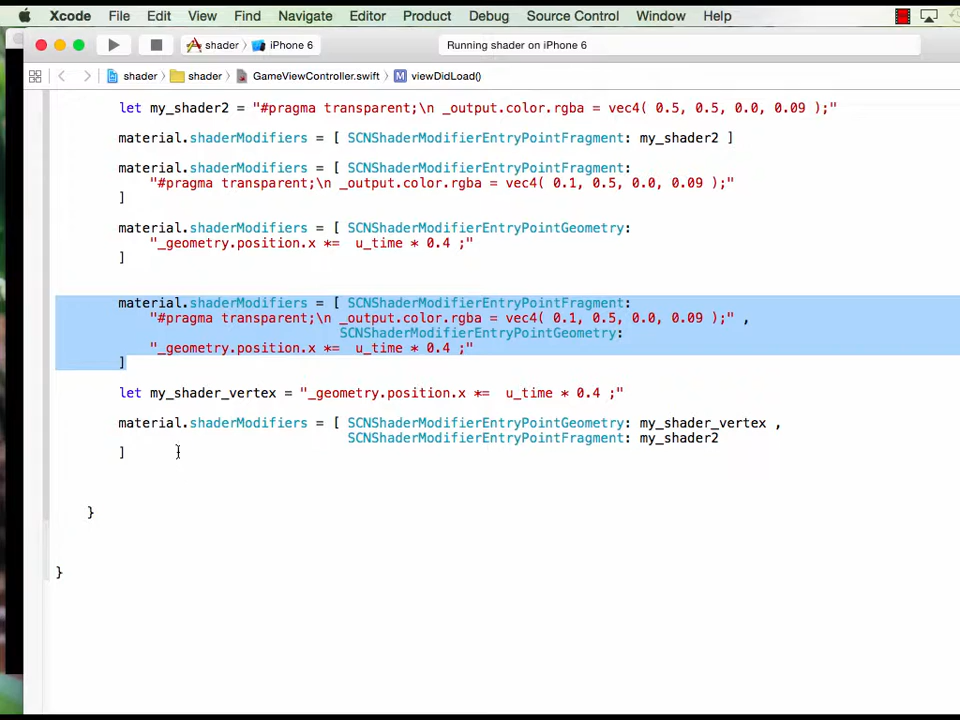 Xcode File Edit View Find Navigate Editor Product Debug Source Control Window Help
shader › iPhone 6 Running shader on iPhone 6
shader › shader › GameViewController.swift › M viewDidLoad()
let my_shader2 = "#pragma transparent;\n _output.color.rgba = vec4( 0.5, 0.5, 0.0, 0.09 );"
material.shaderModifiers = [ SCNShaderModifierEntryPointFragment: my_shader2 ]
material.shaderModifiers = [ SCNShaderModifierEntryPointFragment:
"#pragma transparent;\n _output.color.rgba = vec4( 0.1, 0.5, 0.0, 0.09 );"
]
material.shaderModifiers = [ SCNShaderModifierEntryPointGeometry:
"_geometry.position.x *=  u_time * 0.4 ;"
]
material.shaderModifiers = [ SCNShaderModifierEntryPointFragment:
"#pragma transparent;\n _output.color.rgba = vec4( 0.1, 0.5, 0.0, 0.09 );" ,
SCNShaderModifierEntryPointGeometry:
"_geometry.position.x *=  u_time * 0.4 ;"
]
let my_shader_vertex = "_geometry.position.x *=  u_time * 0.4 ;"
material.shaderModifiers = [ SCNShaderModifierEntryPointGeometry: my_shader_vertex ,
SCNShaderModifierEntryPointFragment: my_shader2
]
}
}